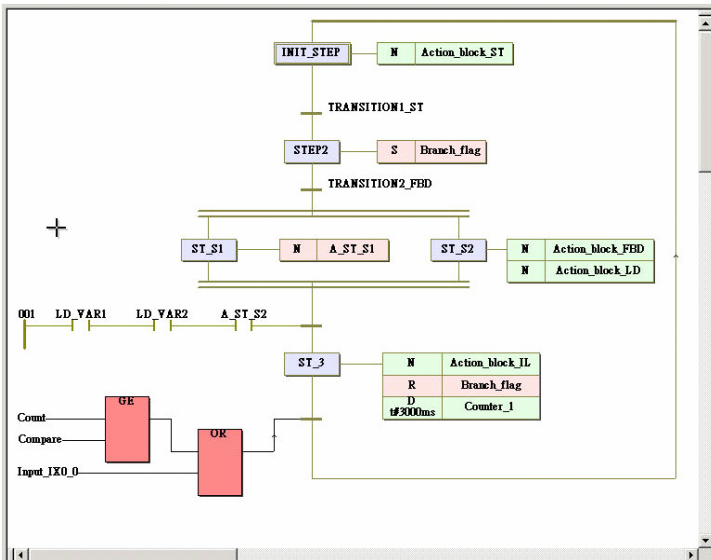 INIT_STEP N Action_block_ST
TRANSITION1_ST
STEP2 S Branch_flag
TRANSITION2_FBD
ST_S1 N A_ST_S1 ST_S2 N Action_block_FBD
N Action_block_LD
001 LD_VAR1 LD_VAR2 A_ST_S2
ST_3 N Action_block_IL
R Branch_flag
D t#3000ms Counter_1
GE
Count
Compare
OR
Input_IX0_0